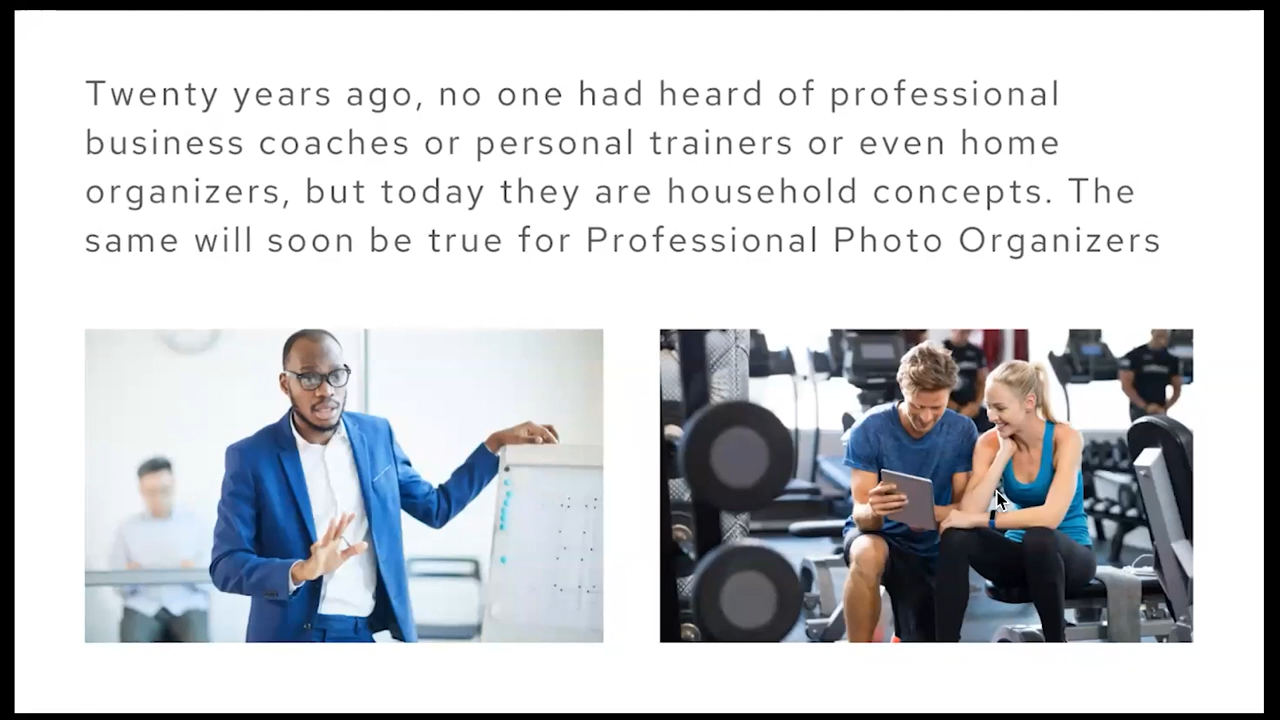 Twenty years ago, no one had heard of professional
business coaches or personal trainers or even home
organizers, but today they are household concepts. The
same will soon be true for Professional Photo Organizers